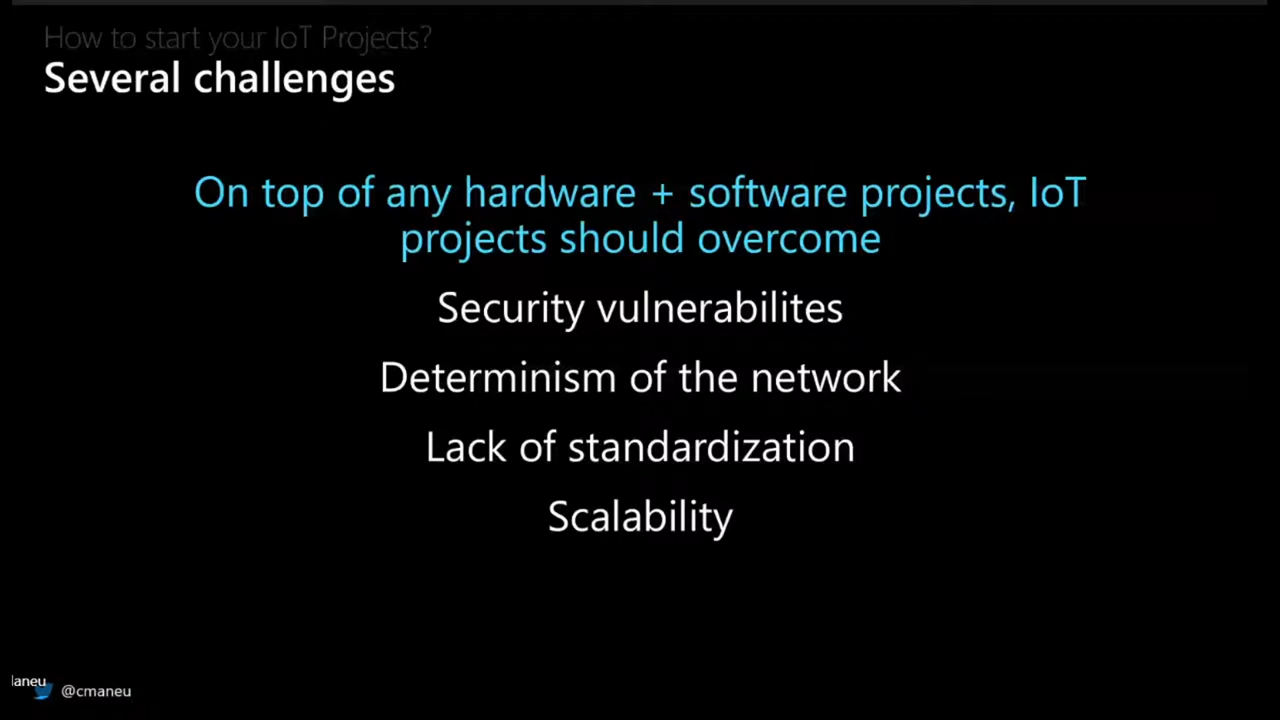 How to start your IoT Projects?
Several challenges
On top of any hardware + software projects, IoT
projects should overcome
Security vulnerabilites
Determinism of the network
Lack of standardization
Scalability
laneu
@cmaneu